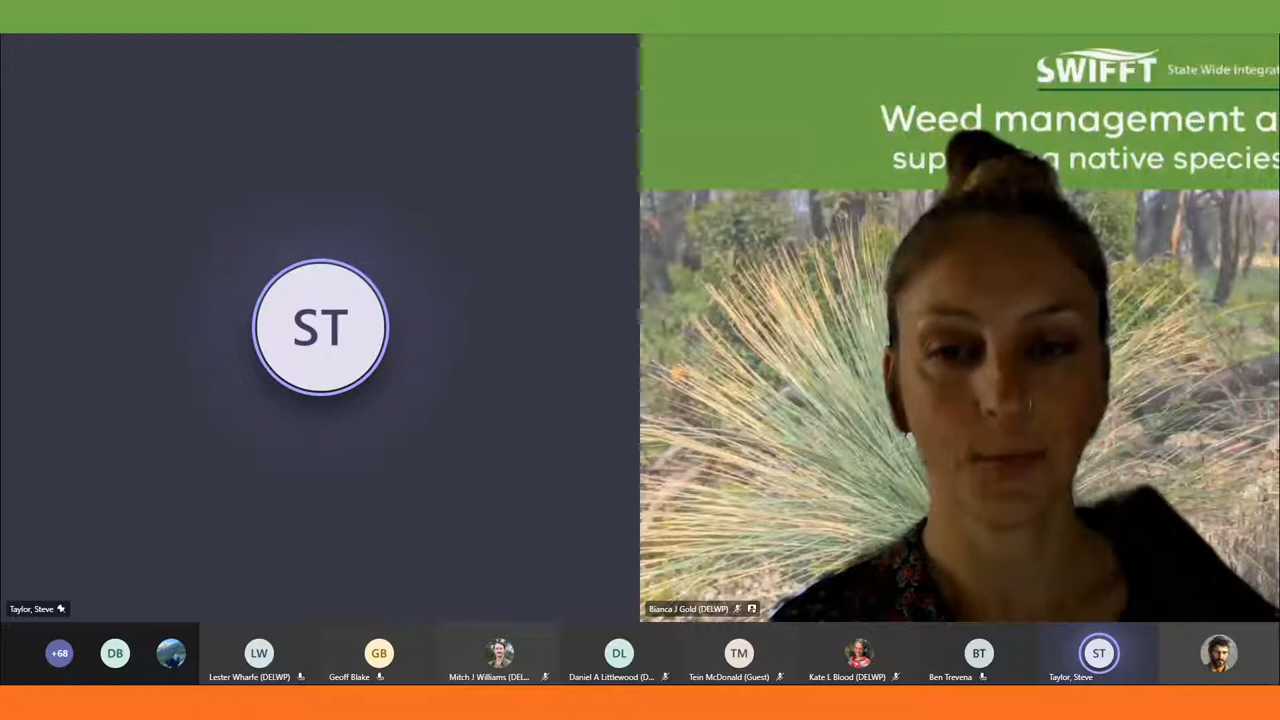 SWIFFT State Wide Integrat
Weed management a
sup g native species
ST
Taylor, Steve
Bianca J Gold (DELWP)
+68
DB
LW
GB
DL
TM
BT
ST
Lester Wharfe (DELWP)
Geoff Blake
Mitch J Williams (DEL...
Daniel A Littlewood (D...
Tein McDonald (Guest)
Kate L Blood (DELWP)
Ben Trevena
Taylor, Steve